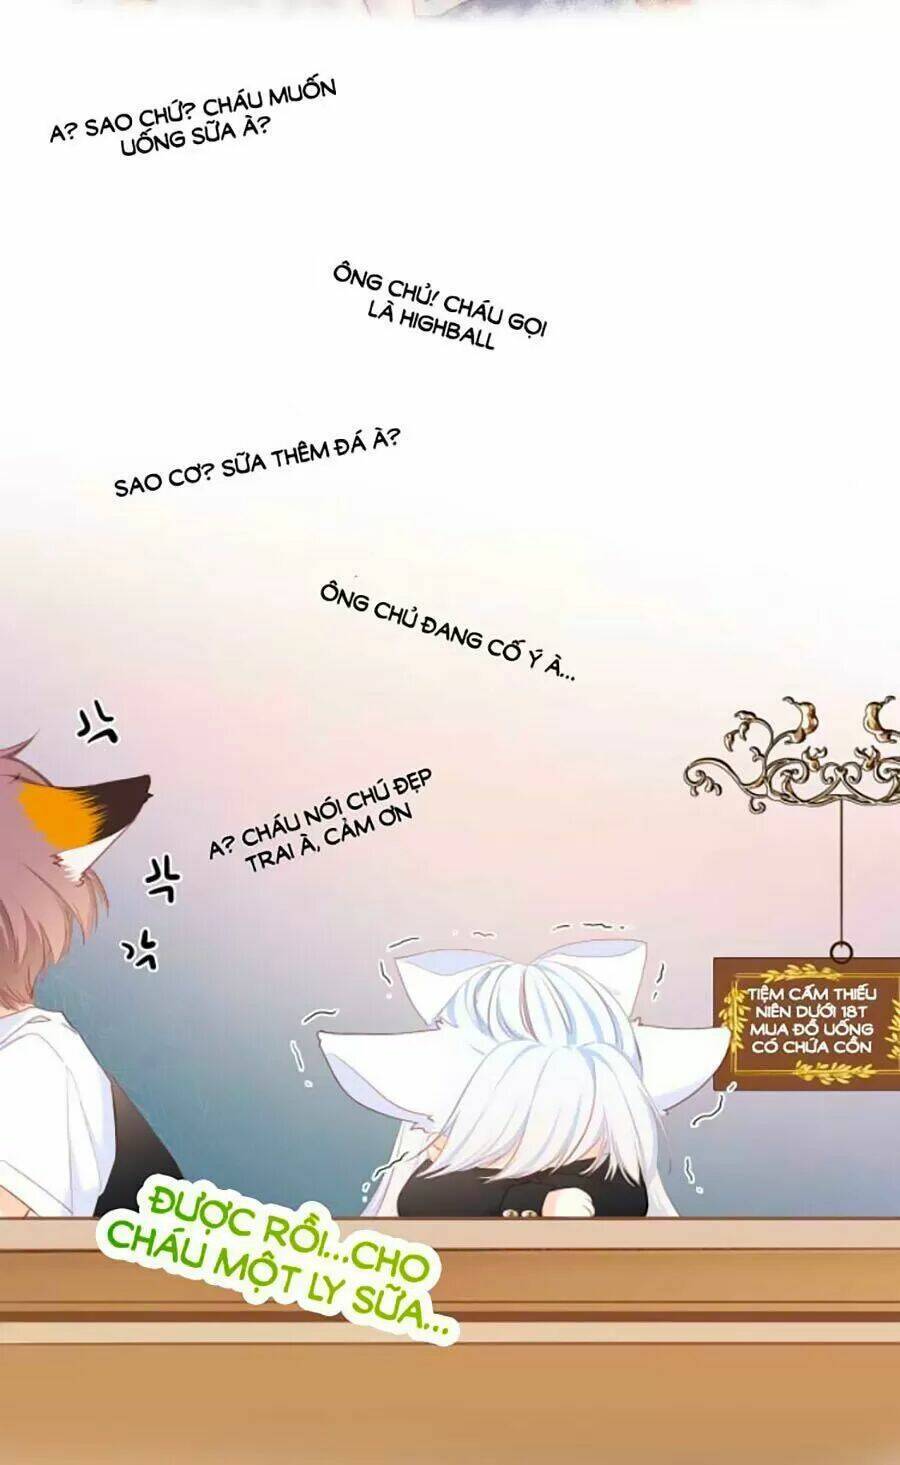 A? SAO CHỨ? CHÁU MUỐN
UỐNG SỮA À?
ÔNG CHỦ! CHÁU GỌI
LÀ HIGHBALL
SAO CƠ? SỮA THÊM ĐÁ À?
ÔNG CHỦ ĐANG CỐ Ý À...
A? CHÁU NÓI CHÚ ĐẸP
TRAI À, CẢM ƠN
TIỆM CẤM THIẾU
NIÊN DƯỚI 18T
MUA ĐỒ UỐNG
CÓ CHỨA CỒN
ĐƯỢC RỒI...CHO
CHÁU MỘT LY SỮA...